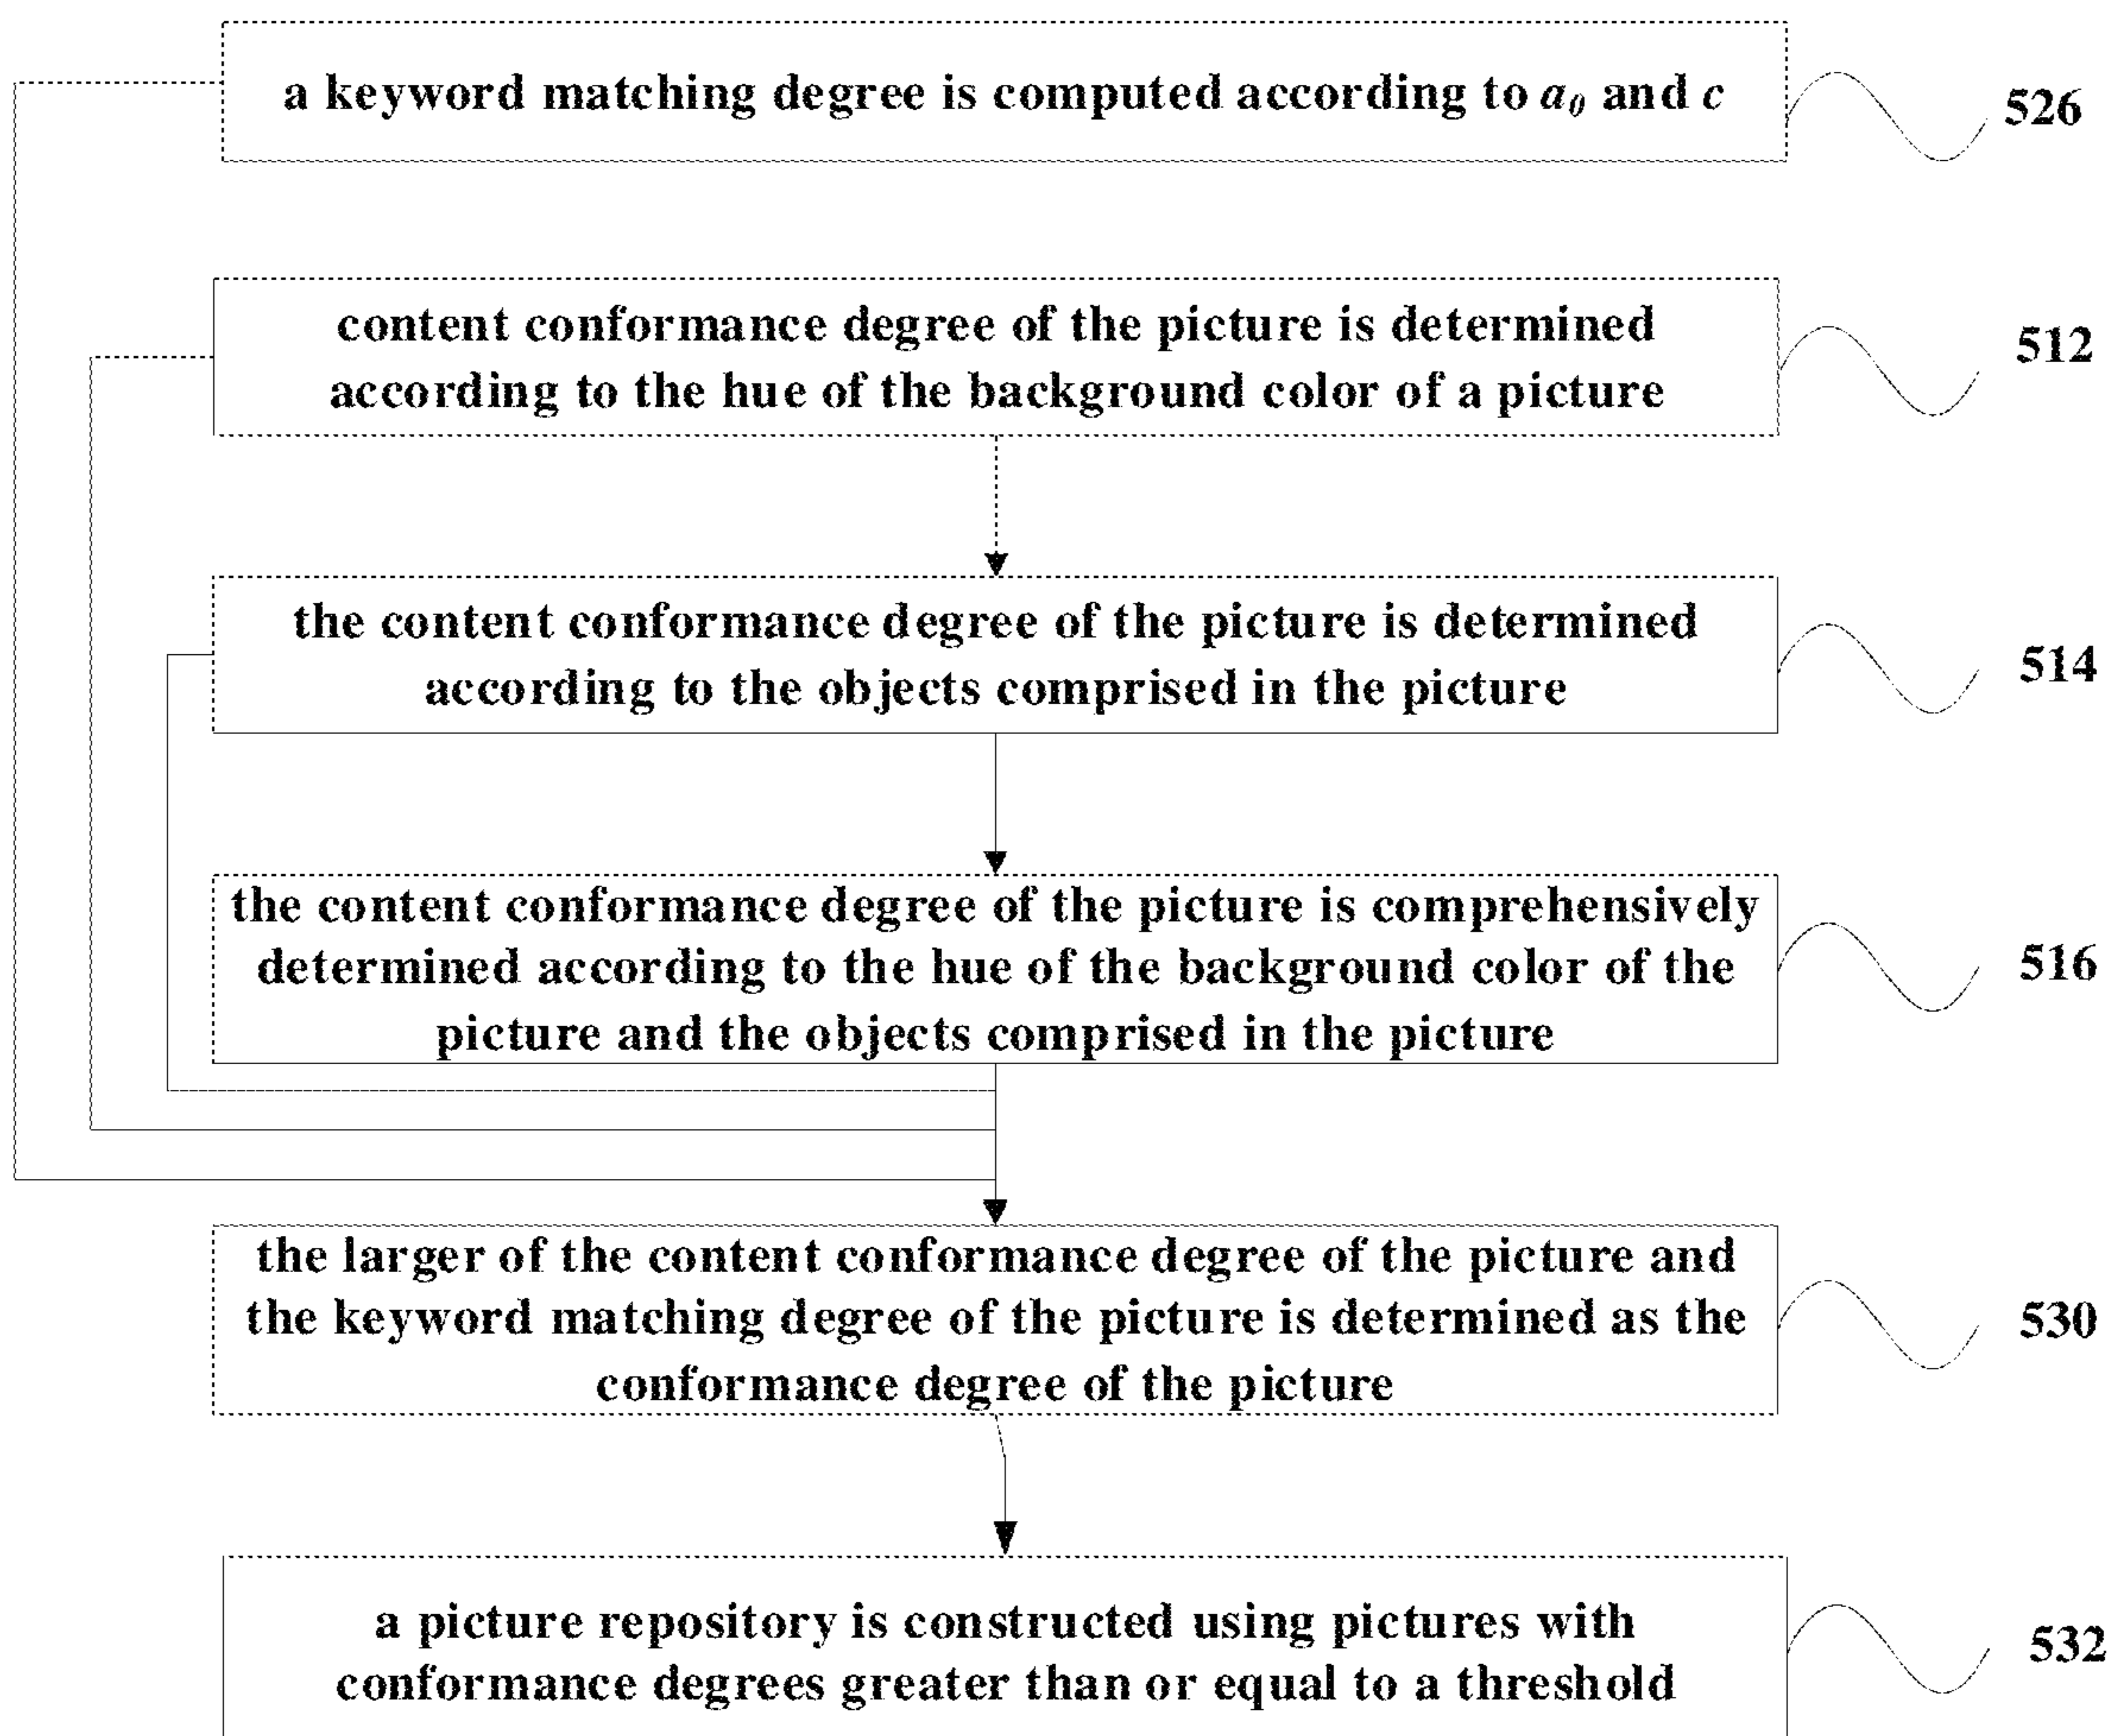 a keyword matching degree is computed according to a₀ and c
526
content conformance degree of the picture is determined
according to the hue of the background color of a picture
512
the content conformance degree of the picture is determined
according to the objects comprised in the picture
514
the content conformance degree of the picture is comprehensively
determined according to the hue of the background color of the
picture and the objects comprised in the picture
516
the larger of the content conformance degree of the picture and
the keyword matching degree of the picture is determined as the
conformance degree of the picture
530
a picture repository is constructed using pictures with
conformance degrees greater than or equal to a threshold
532